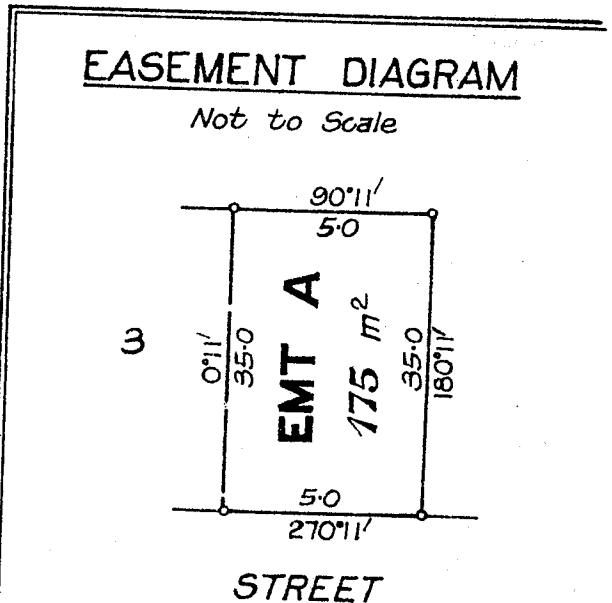 EASEMENT DIAGRAM
Not to Scale
90°11′
5·0
3
0°11′
35·0
EMT A
175 m²
35·0
180°11′
5·0
270°11′
STREET